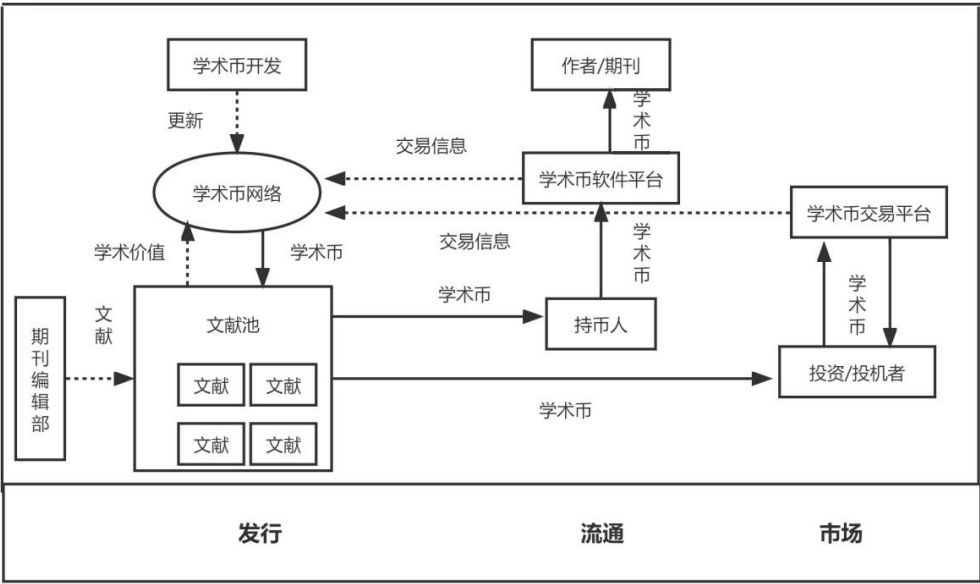 学术币开发
作者/期刊
更新
学术币
交易信息
学术币网络
学术币软件平台
学术币交易平台
学术价值
学术币
交易信息
学术币
学术币
文献
学术币
期刊编辑部
文献池
持币人
投资/投机者
文献
文献
学术币
文献
文献
发行
流通
市场